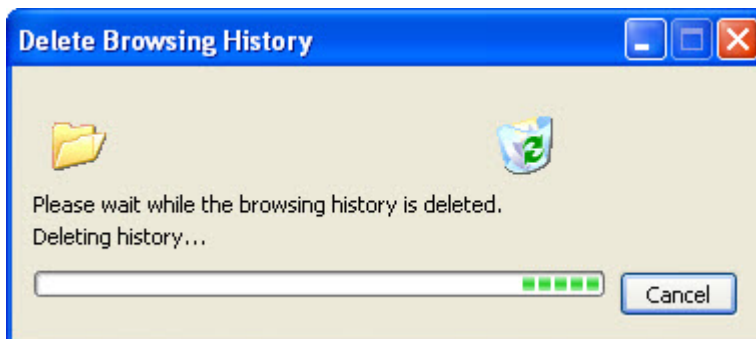 Delete Browsing History
Please wait while the browsing history is deleted.
Deleting history...
Cancel